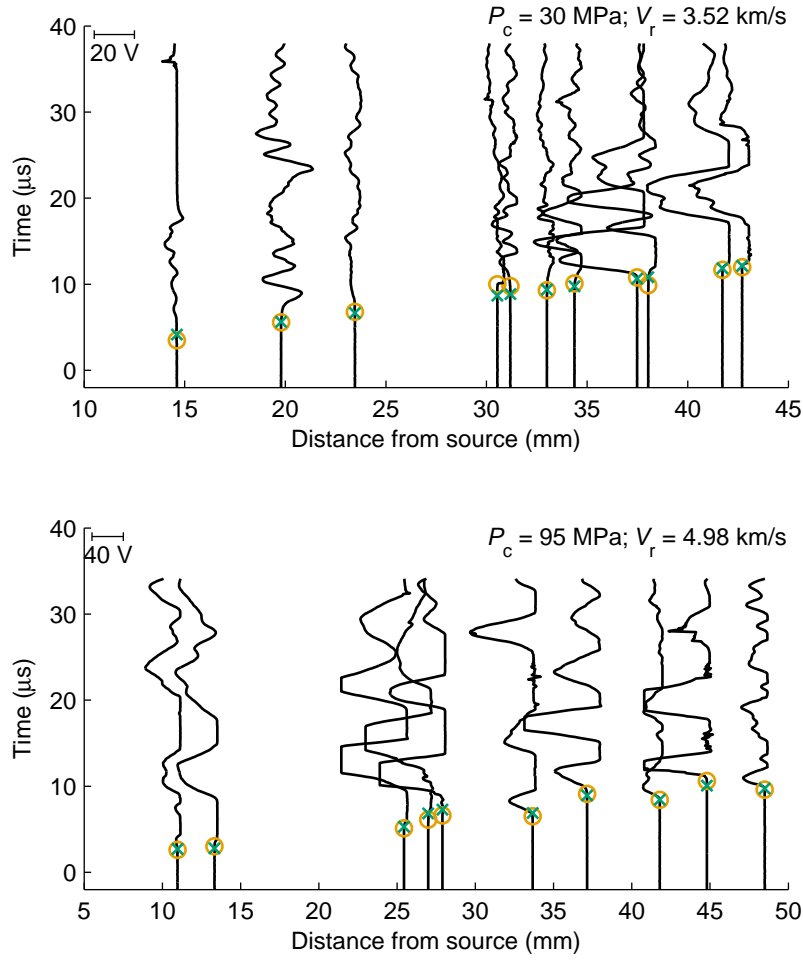 P_c = 30 MPa; V_r = 3.52 km/s
20 V
40
30
20
10
0
Time (µs)
10 15 20 25 30 35 40 45
Distance from source (mm)
P_c = 95 MPa; V_r = 4.98 km/s
40 V
40
30
20
10
0
Time (µs)
5 10 15 20 25 30 35 40 45 50
Distance from source (mm)